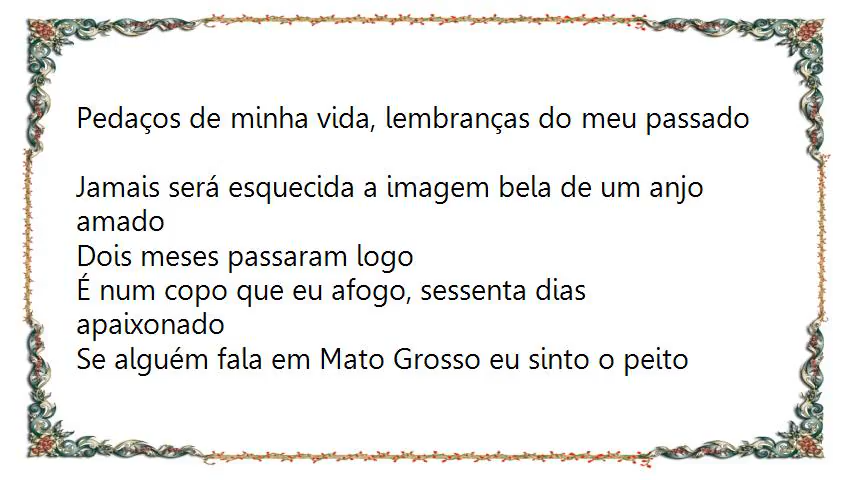 Pedaços de minha vida, lembranças do meu passado
Jamais será esquecida a imagem bela de um anjo
amado
Dois meses passaram logo
É num copo que eu afogo, sessenta dias
apaixonado
Se alguém fala em Mato Grosso eu sinto o peito